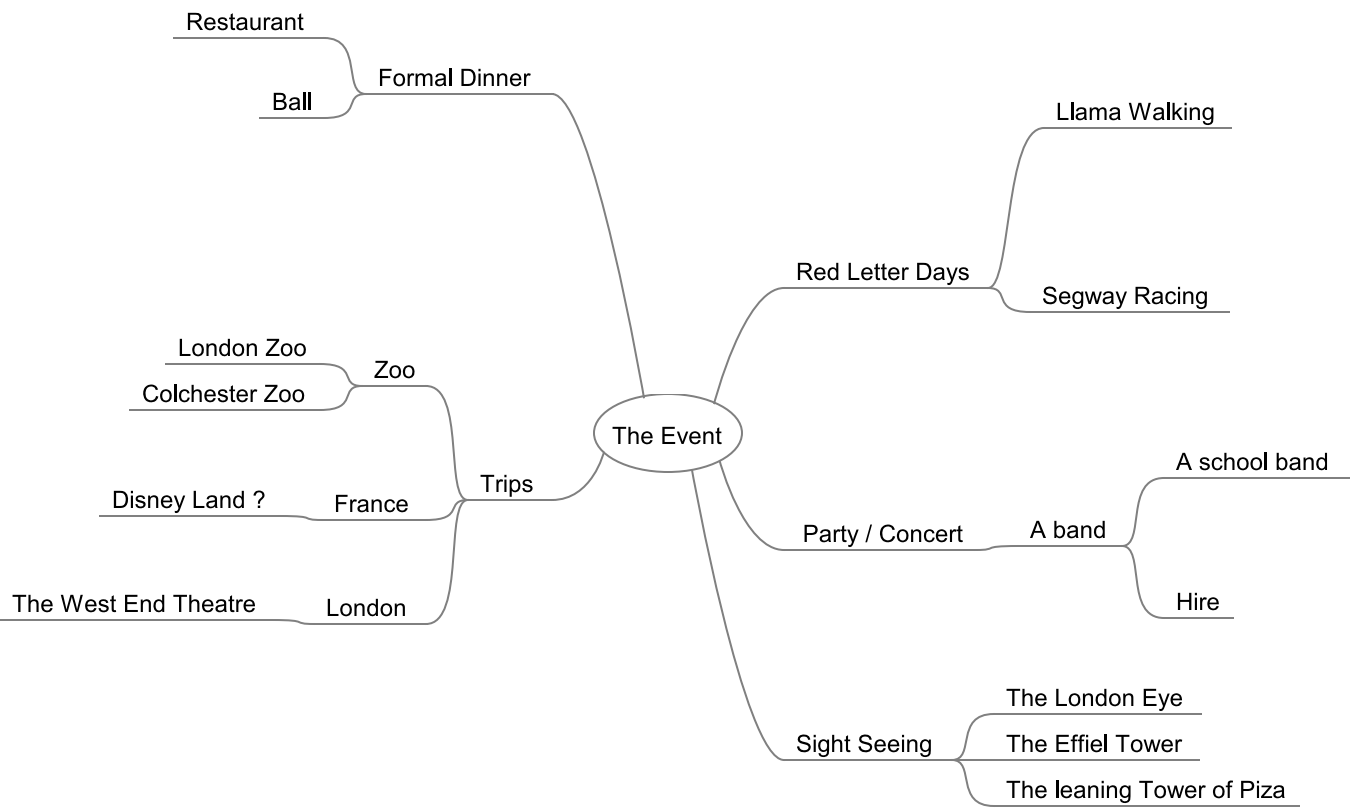 Restaurant
Formal Dinner
Ball
Llama Walking
Red Letter Days
Segway Racing
London Zoo
Zoo
Colchester Zoo
The Event
Trips
Disney Land ?
France
The West End Theatre
London
A school band
Party / Concert
A band
Hire
The London Eye
Sight Seeing
The Effiel Tower
The leaning Tower of Piza